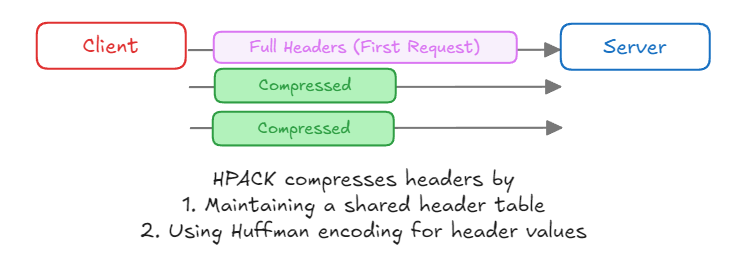 Client
Full Headers (First Request)
Server
Compressed
Compressed
HPACK compresses headers by
1. Maintaining a shared header table
2. Using Huffman encoding for header values